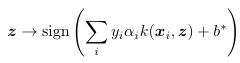 z → sign ( ∑_i y_i α_i k(x_i, z) + b* )